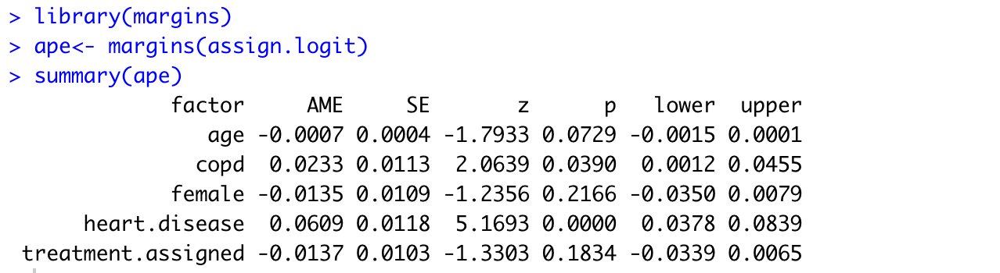 > library(margins)
> ape<- margins(assign.logit)
> summary(ape)
factor AME SE z p lower upper
age -0.0007 0.0004 -1.7933 0.0729 -0.0015 0.0001
copd 0.0233 0.0113 2.0639 0.0390 0.0012 0.0455
female -0.0135 0.0109 -1.2356 0.2166 -0.0350 0.0079
heart.disease 0.0609 0.0118 5.1693 0.0000 0.0378 0.0839
treatment.assigned -0.0137 0.0103 -1.3303 0.1834 -0.0339 0.0065